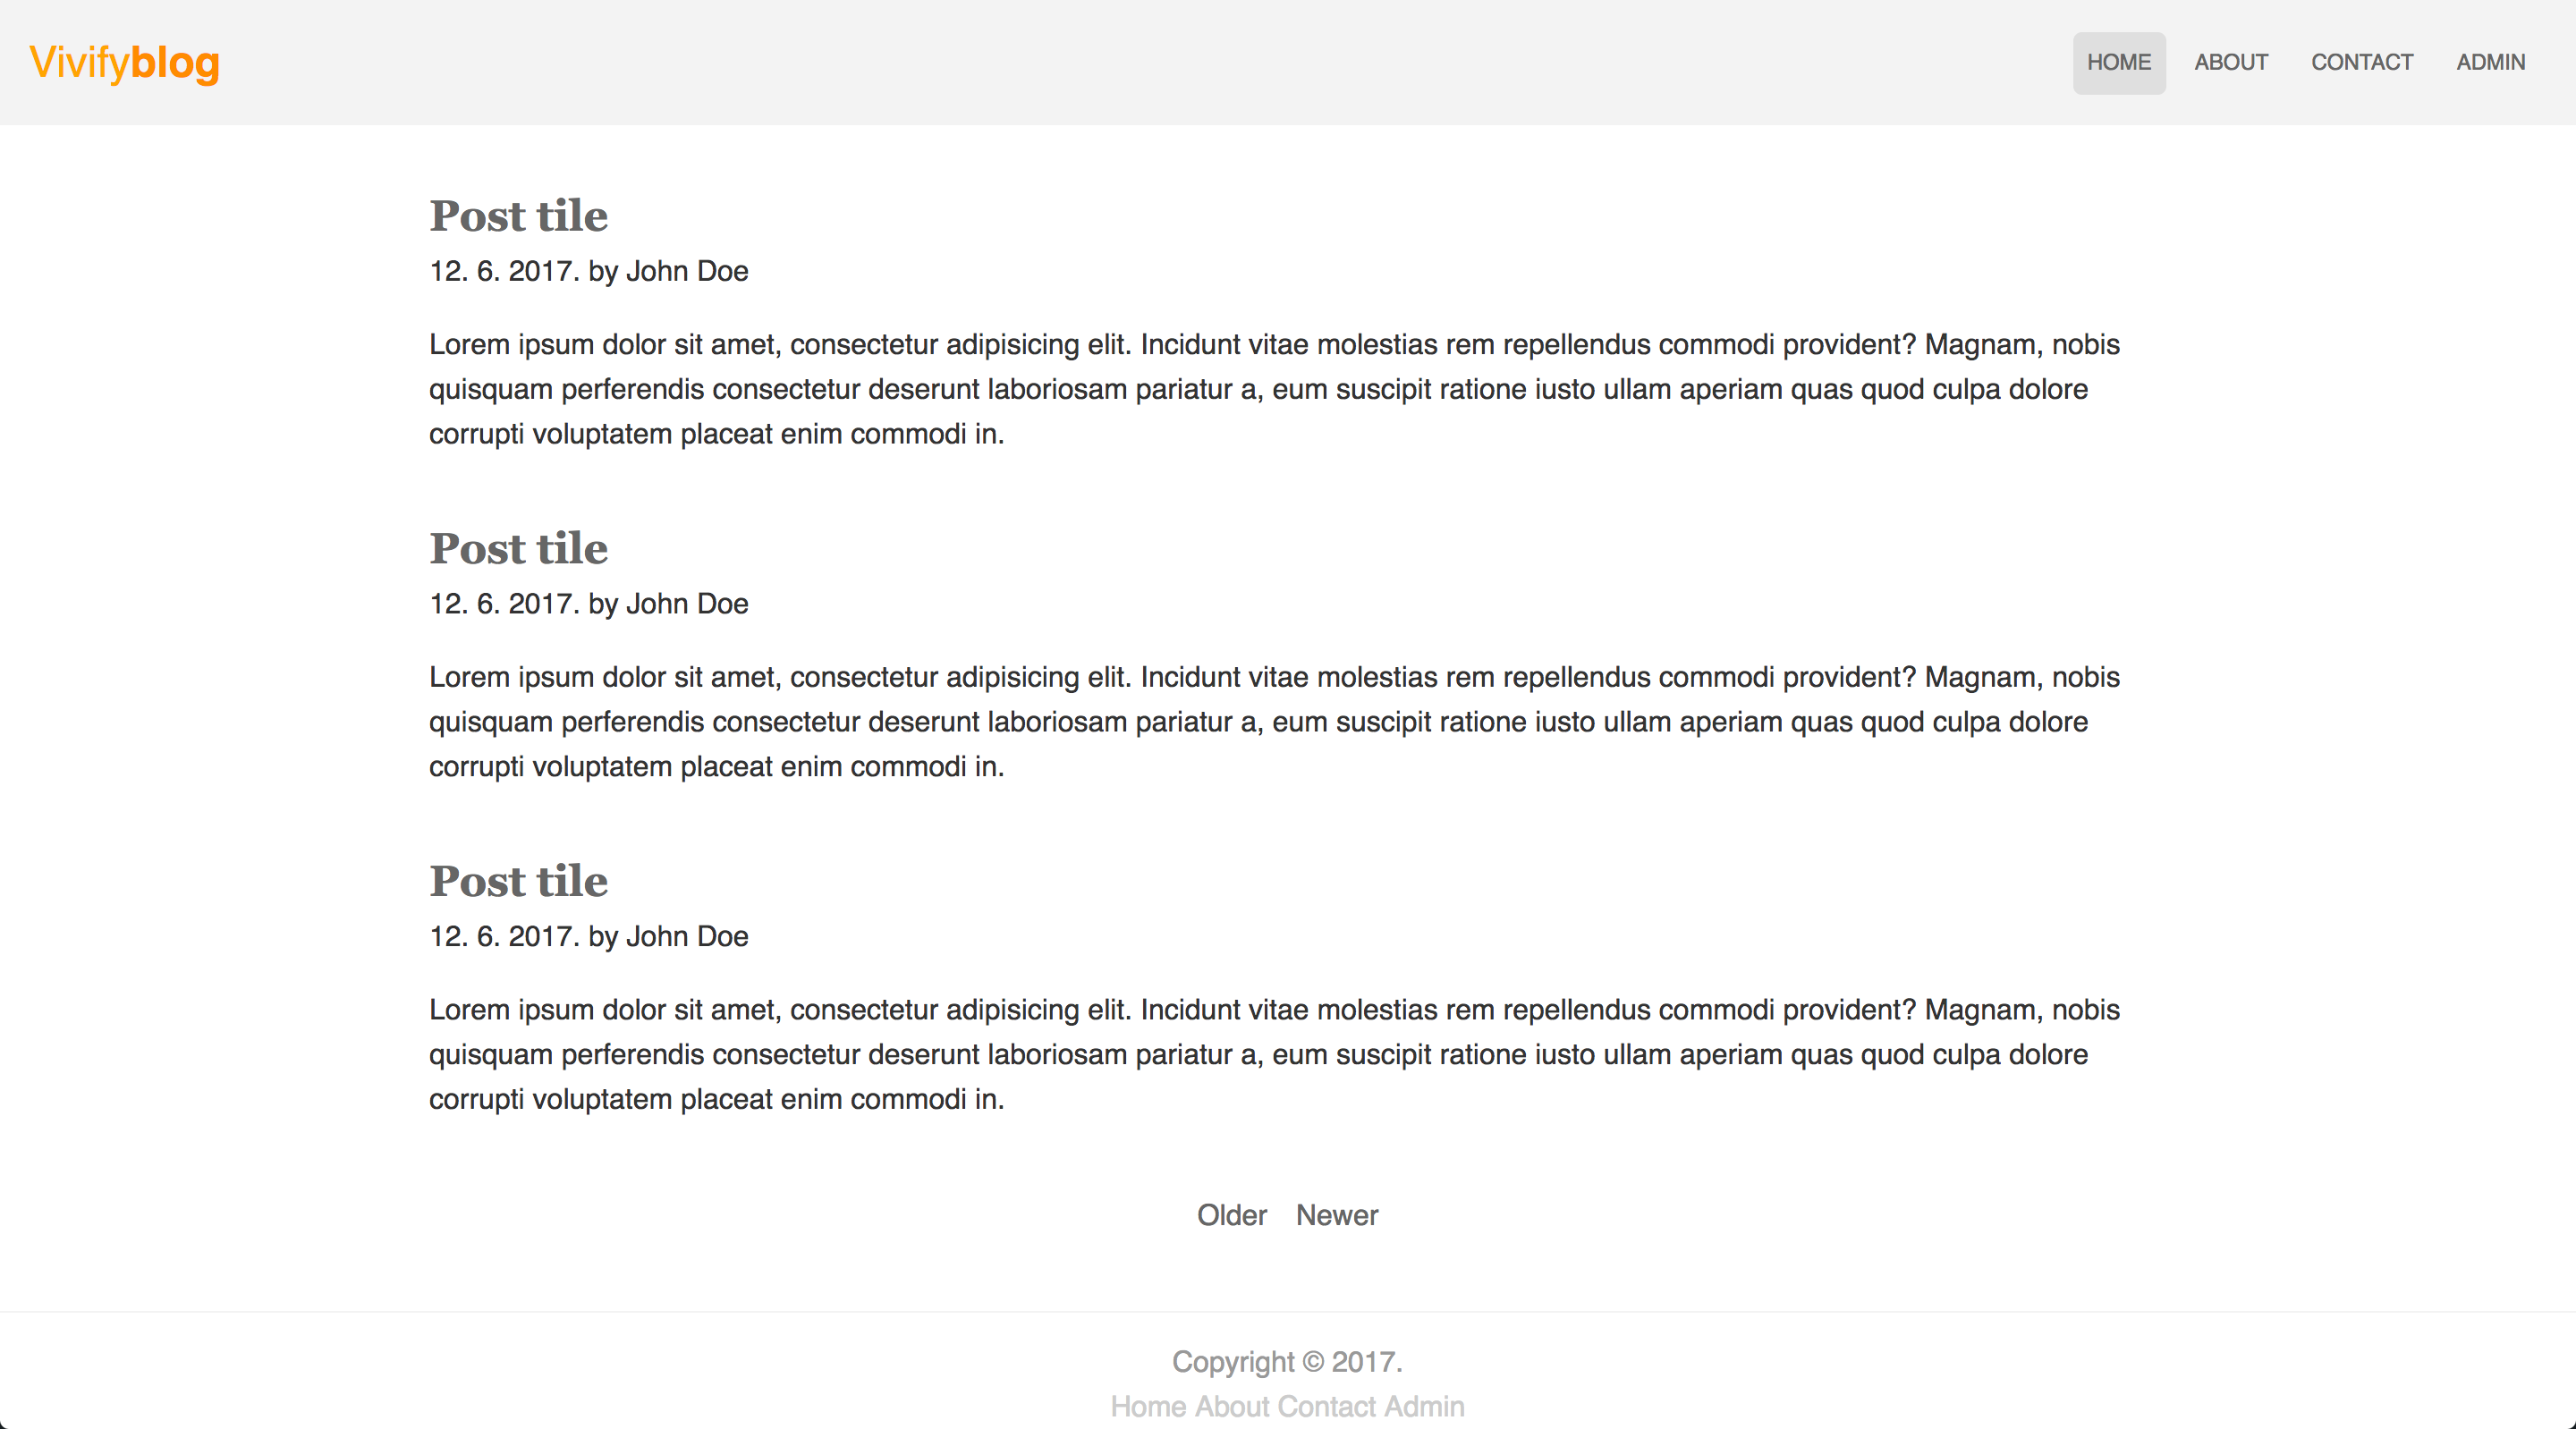 Vivifyblog
HOME ABOUT CONTACT ADMIN
Post tile
12. 6. 2017. by John Doe
Lorem ipsum dolor sit amet, consectetur adipisicing elit. Incidunt vitae molestias rem repellendus commodi provident? Magnam, nobis
quisquam perferendis consectetur deserunt laboriosam pariatur a, eum suscipit ratione iusto ullam aperiam quas quod culpa dolore
corrupti voluptatem placeat enim commodi in.
Post tile
12. 6. 2017. by John Doe
Lorem ipsum dolor sit amet, consectetur adipisicing elit. Incidunt vitae molestias rem repellendus commodi provident? Magnam, nobis
quisquam perferendis consectetur deserunt laboriosam pariatur a, eum suscipit ratione iusto ullam aperiam quas quod culpa dolore
corrupti voluptatem placeat enim commodi in.
Post tile
12. 6. 2017. by John Doe
Lorem ipsum dolor sit amet, consectetur adipisicing elit. Incidunt vitae molestias rem repellendus commodi provident? Magnam, nobis
quisquam perferendis consectetur deserunt laboriosam pariatur a, eum suscipit ratione iusto ullam aperiam quas quod culpa dolore
corrupti voluptatem placeat enim commodi in.
Older Newer
Copyright © 2017.
Home About Contact Admin